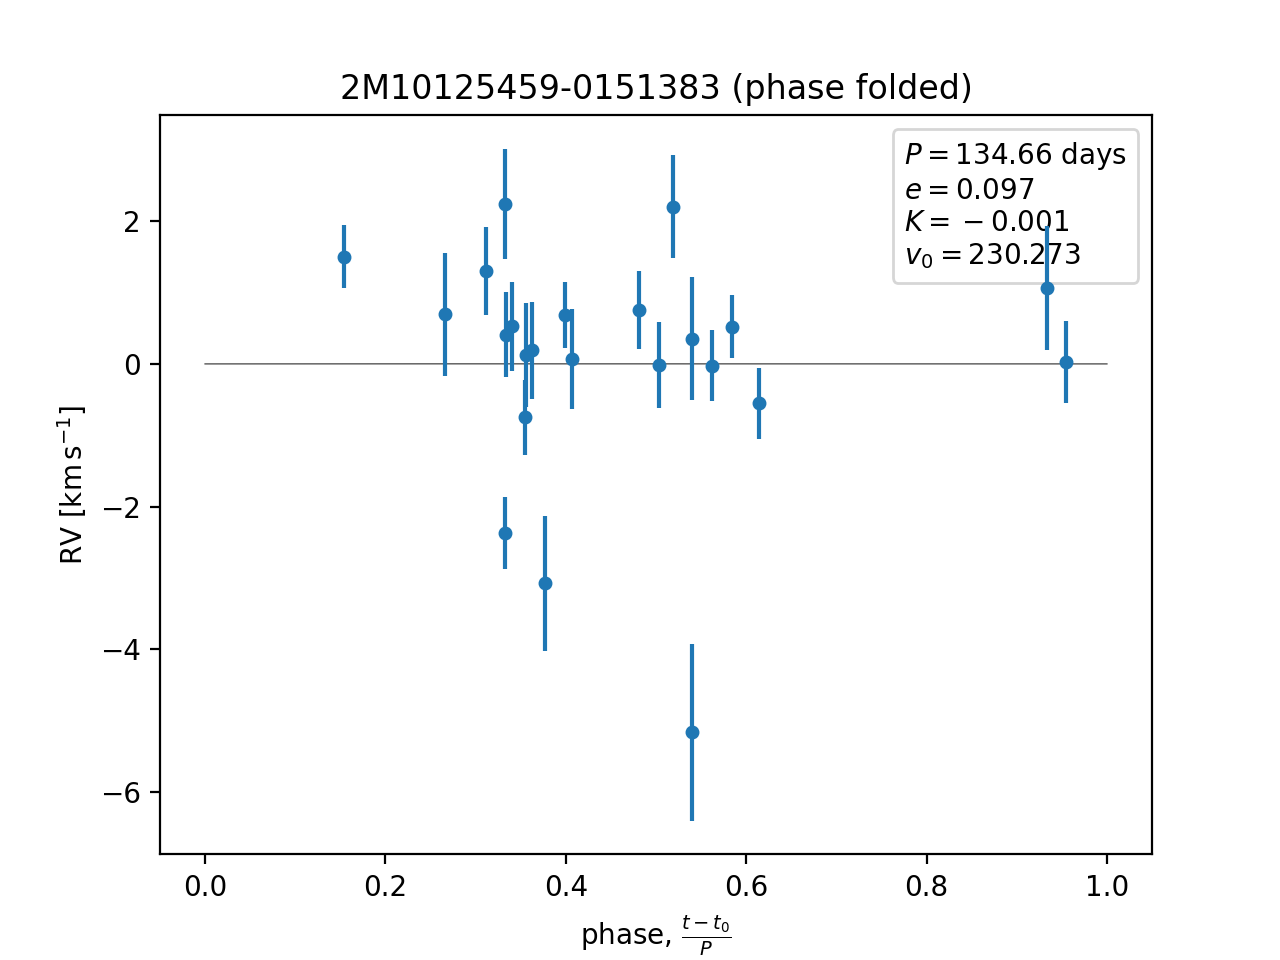 2M10125459-0151383 (phase folded)
P = 134.66 days
e = 0.097
K = −0.001
v₀ = 230.273
RV [km s⁻¹]
2
0
−2
−4
−6
0.0 0.2 0.4 0.6 0.8 1.0
phase, (t − t₀)/P